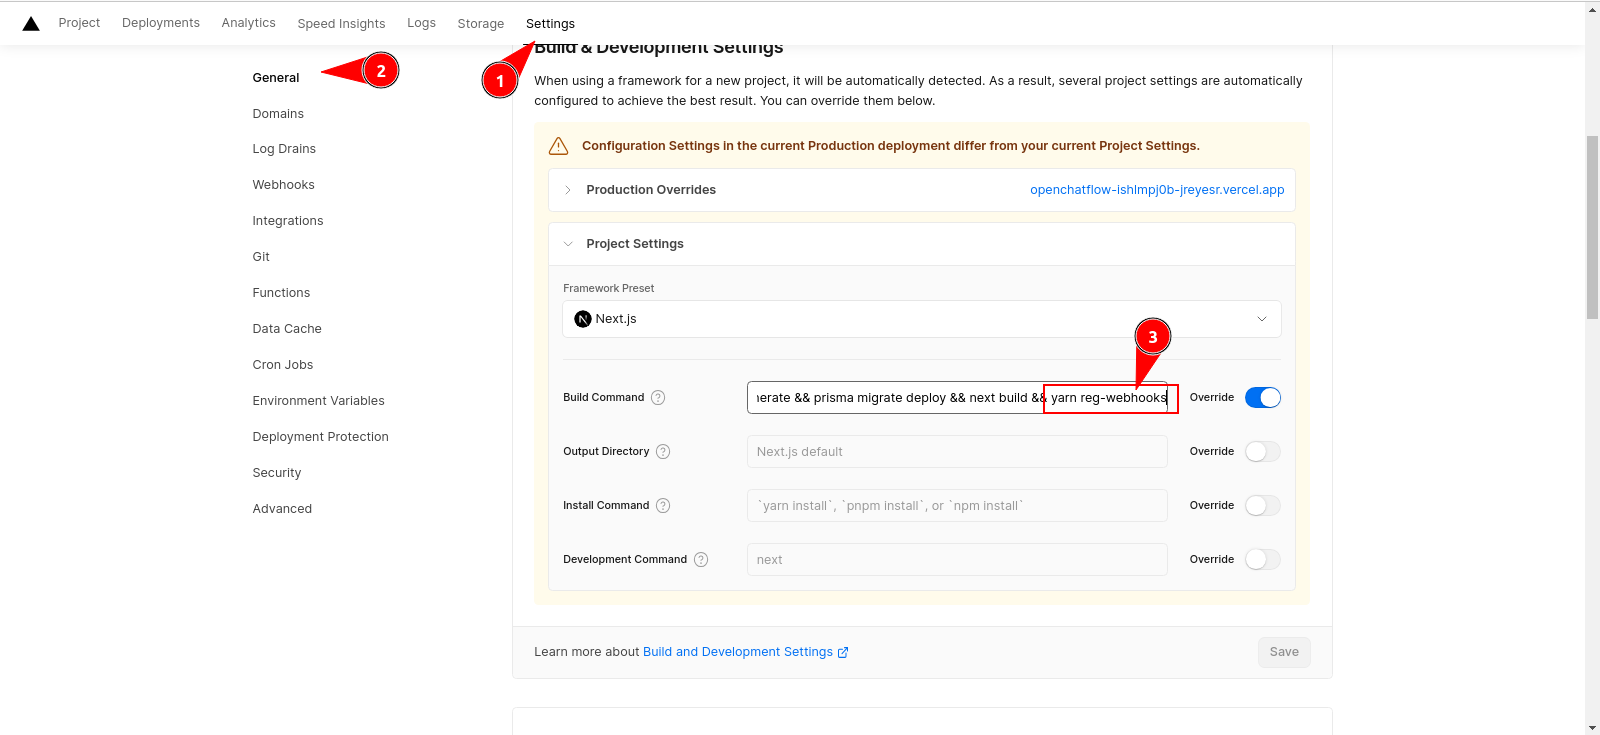 Project Deployments Analytics Speed Insights Logs Storage Settings
1
2
General
Domains
Log Drains
Webhooks
Integrations
Git
Functions
Data Cache
Cron Jobs
Environment Variables
Deployment Protection
Security
Advanced
Build & Development Settings
When using a framework for a new project, it will be automatically detected. As a result, several project settings are automatically
configured to achieve the best result. You can override them below.
Configuration Settings in the current Production deployment differ from your current Project Settings.
Production Overrides openchatflow-ishlmpj0b-jreyesr.vercel.app
Project Settings
Framework Preset
N Next.js
3
Build Command ? erate && prisma migrate deploy && next build && yarn reg-webhooks Override
Output Directory ? Next.js default Override
Install Command ? `yarn install`, `pnpm install`, or `npm install` Override
Development Command ? next Override
Learn more about Build and Development Settings Save